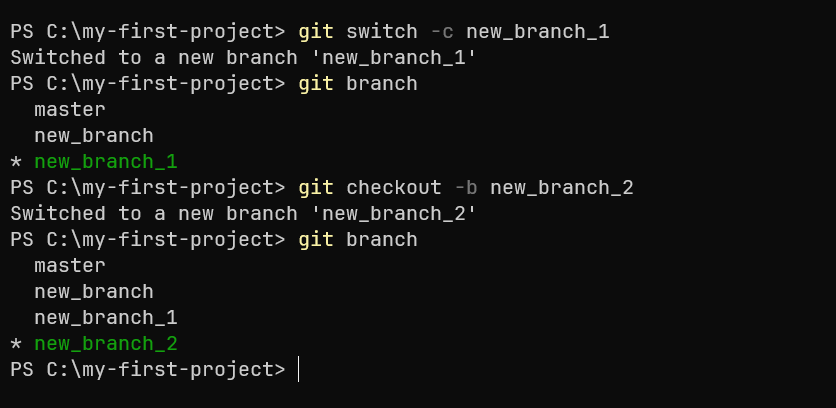 PS C:\my-first-project> git switch -c new_branch_1
Switched to a new branch 'new_branch_1'
PS C:\my-first-project> git branch
  master
  new_branch
* new_branch_1
PS C:\my-first-project> git checkout -b new_branch_2
Switched to a new branch 'new_branch_2'
PS C:\my-first-project> git branch
  master
  new_branch
  new_branch_1
* new_branch_2
PS C:\my-first-project>